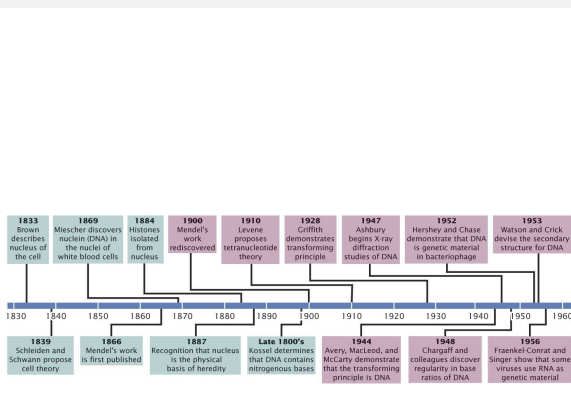 1833
Brown
describes
nucleus of
the cell
1869
Miescher discovers
nuclein (DNA) in
the nuclei of
white blood cells
1884
Histones
isolated
from
nucleus
1900
Mendel's
work
rediscovered
1910
Levene
proposes
tetranucleotide
theory
1928
Griffith
demonstrates
transforming
principle
1947
Ashbury
begins X-ray
diffraction
studies of DNA
1952
Hershey and Chase
demonstrate that DNA
is genetic material
in bacteriophage
1953
Watson and Crick
devise the secondary
structure for DNA
1830 1840 1850 1860 1870 1880 1890 1900 1910 1920 1930 1940 1950 1960
1839
Schleiden and
Schwann propose
cell theory
1866
Mendel's work
is first published
1887
Recognition that nucleus
is the physical
basis of heredity
Late 1800's
Kossel determines
that DNA contains
nitrogenous bases
1944
Avery, MacLeod, and
McCarty demonstrate
that the transforming
principle is DNA
1948
Chargaff and
colleagues discover
regularity in base
ratios of DNA
1956
Fraenkel-Conrat and
Singer show that some
viruses use RNA as
genetic material